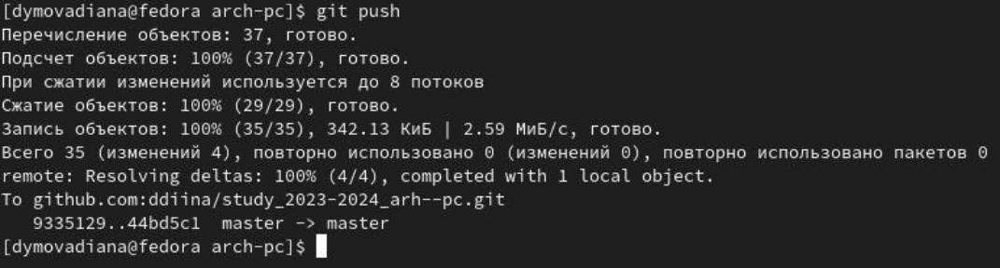 [dymovadiana@fedora arch-pc]$ git push
Перечисление объектов: 37, готово.
Подсчет объектов: 100% (37/37), готово.
При сжатии изменений используется до 8 потоков
Сжатие объектов: 100% (29/29), готово.
Запись объектов: 100% (35/35), 342.13 КиБ | 2.59 МиБ/с, готово.
Всего 35 (изменений 4), повторно использовано 0 (изменений 0), повторно использовано пакетов 0
remote: Resolving deltas: 100% (4/4), completed with 1 local object.
To github.com:ddiina/study_2023-2024_arh--pc.git
   9335129..44bd5c1  master -> master
[dymovadiana@fedora arch-pc]$